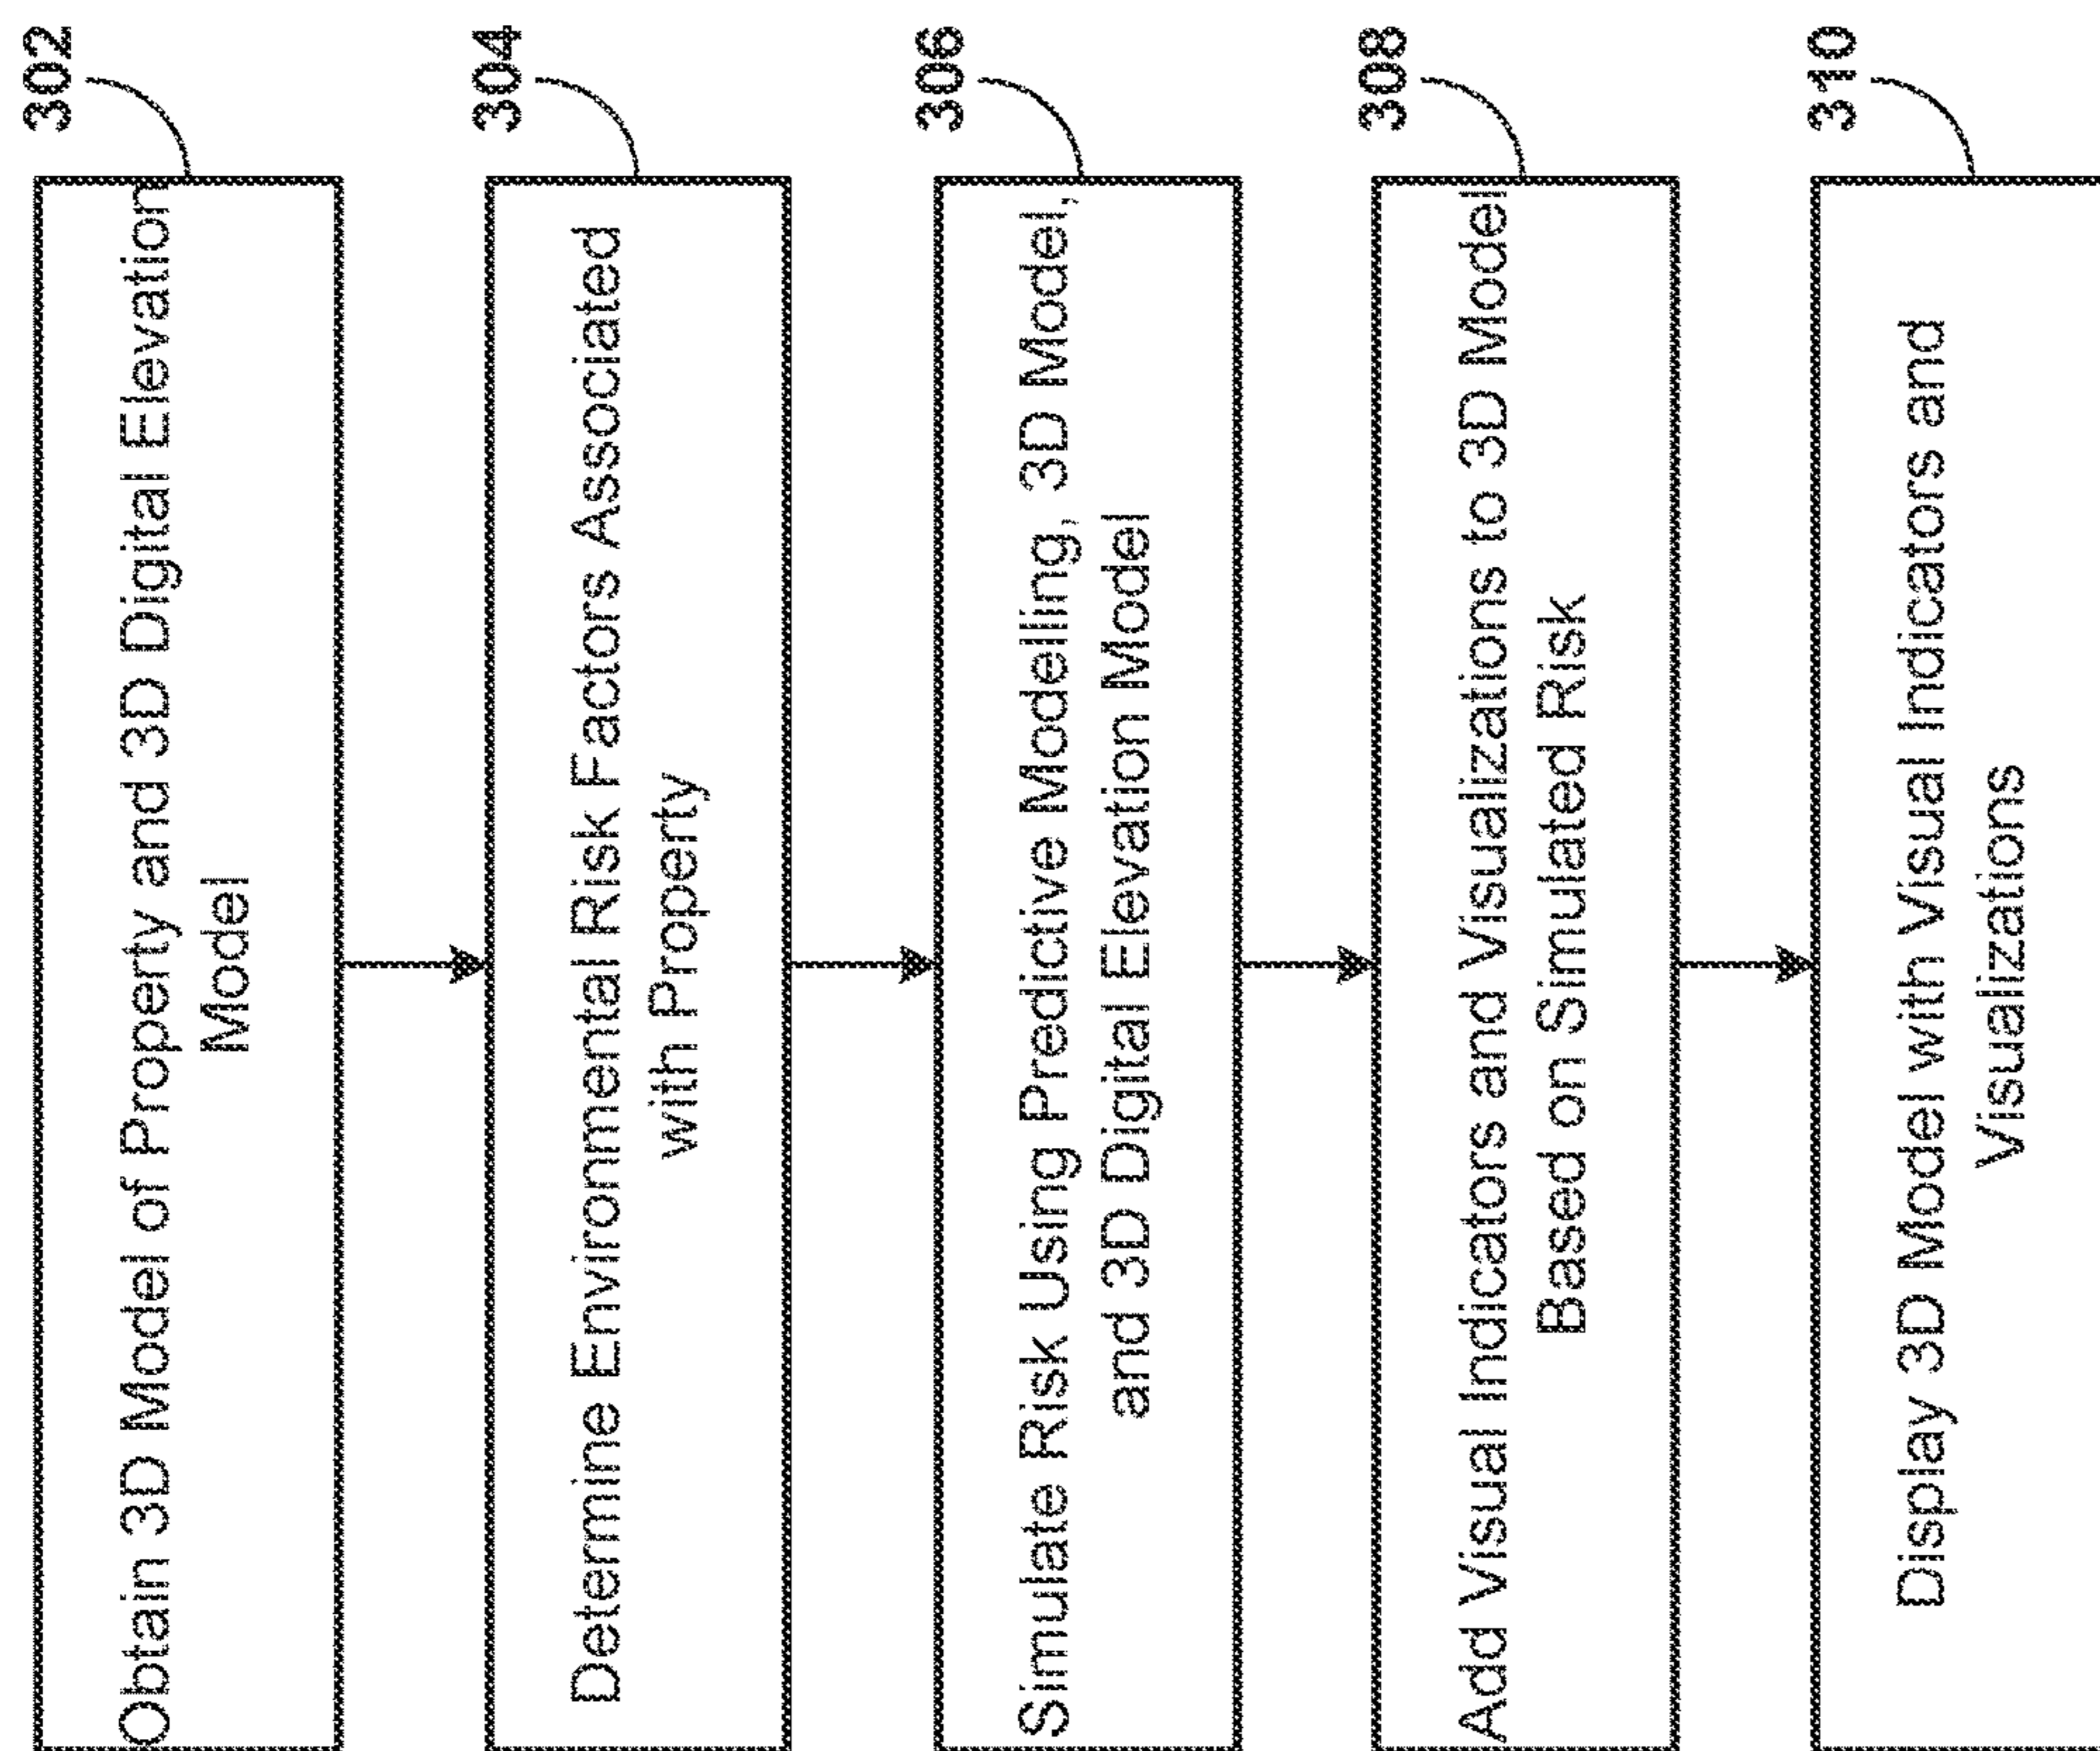 302
Obtain 3D Model of Property and 3D Digital Elevation
Model
304
Determine Environmental Risk Factors Associated
with Property
306
Simulate Risk Using Predictive Modelling, 3D Model,
and 3D Digital Elevation Model
308
Add Visual Indicators and Visualizations to 3D Model
Based on Simulated Risk
310
Display 3D Model with Visual Indicators and
Visualizations